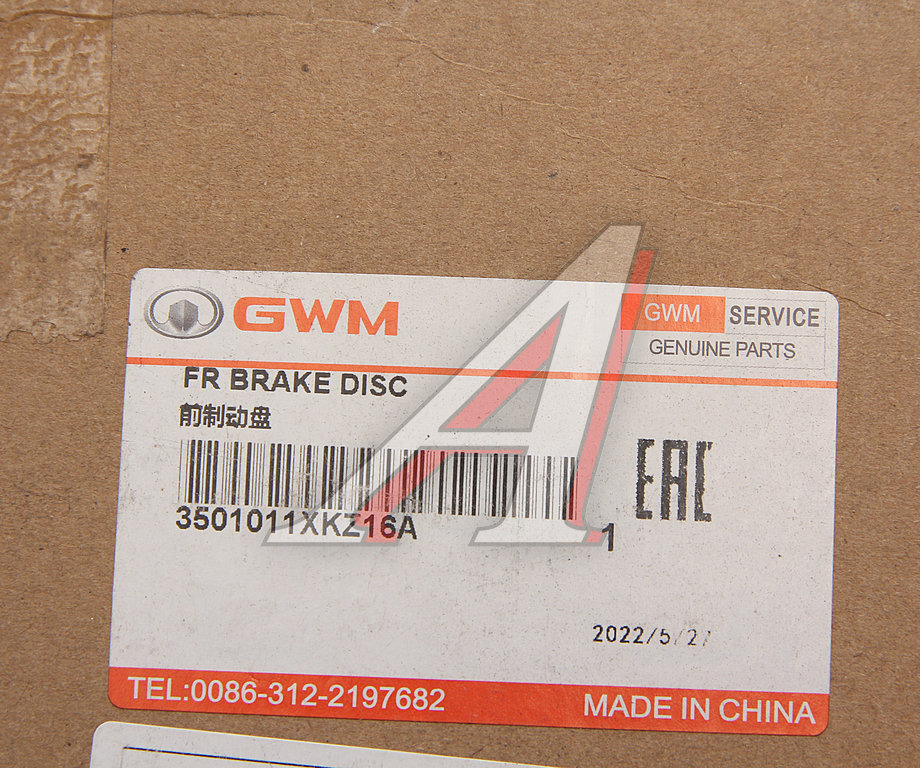 GWM
GWM SERVICE
GENUINE PARTS
FR BRAKE DISC
前制动盘
EAC
3501011XKZ16A
1
2022/5/27
TEL:0086-312-2197682
MADE IN CHINA